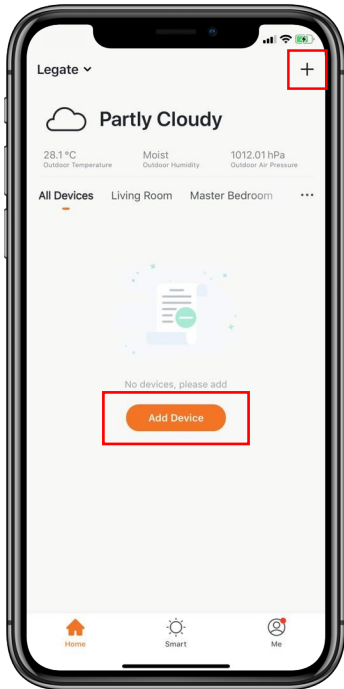 Legate
Partly Cloudy
28.1 °C Moist 1012.01 hPa
Outdoor Temperature Outdoor Humidity Outdoor Air Pressure
All Devices Living Room Master Bedroom ...
No devices, please add
Add Device
Home Smart Me